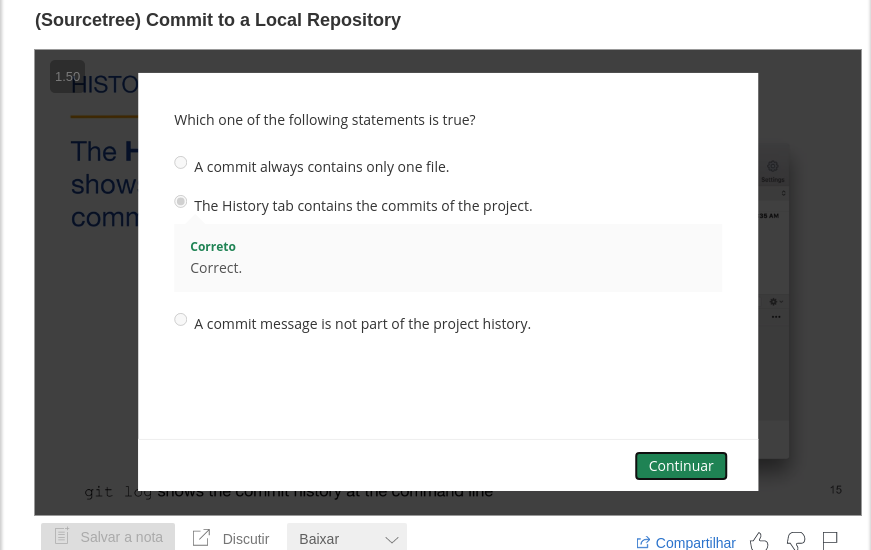 (Sourcetree) Commit to a Local Repository
1.50
HISTO
The H
show
comm
Which one of the following statements is true?
A commit always contains only one file.
The History tab contains the commits of the project.
Correto
Correct.
A commit message is not part of the project history.
Settings
Continuar
git log shows the commit history at the command line
15
Salvar a nota
Discutir
Baixar
Compartilhar